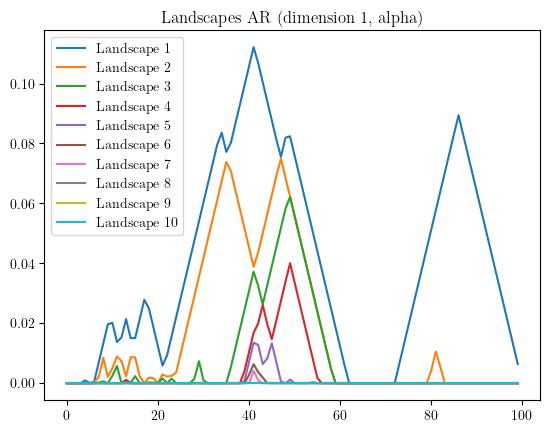 Landscapes AR (dimension 1, alpha)
Landscape 1
Landscape 2
Landscape 3
Landscape 4
Landscape 5
Landscape 6
Landscape 7
Landscape 8
Landscape 9
Landscape 10
0.10
0.08
0.06
0.04
0.02
0.00
0 20 40 60 80 100